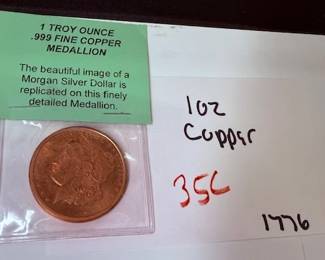 1 TROY OUNCE
.999 FINE COPPER
MEDALLION
The beautiful image of a
Morgan Silver Dollar is
replicated on this finely
detailed Medallion.
1oz
Copper
35¢
1776